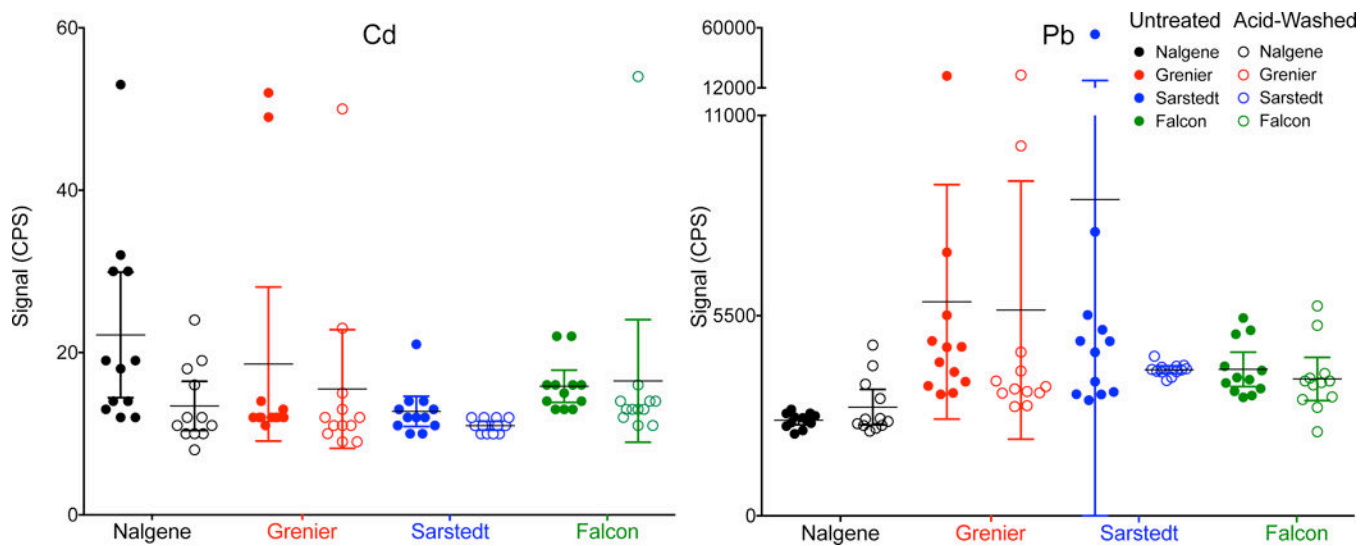 Cd
Signal (CPS)
60
40
20
0
Nalgene Grenier Sarstedt Falcon
Pb
Signal (CPS)
60000
12000
11000
5500
0
Nalgene Grenier Sarstedt Falcon
Untreated Acid-Washed
Nalgene Nalgene
Grenier Grenier
Sarstedt Sarstedt
Falcon Falcon